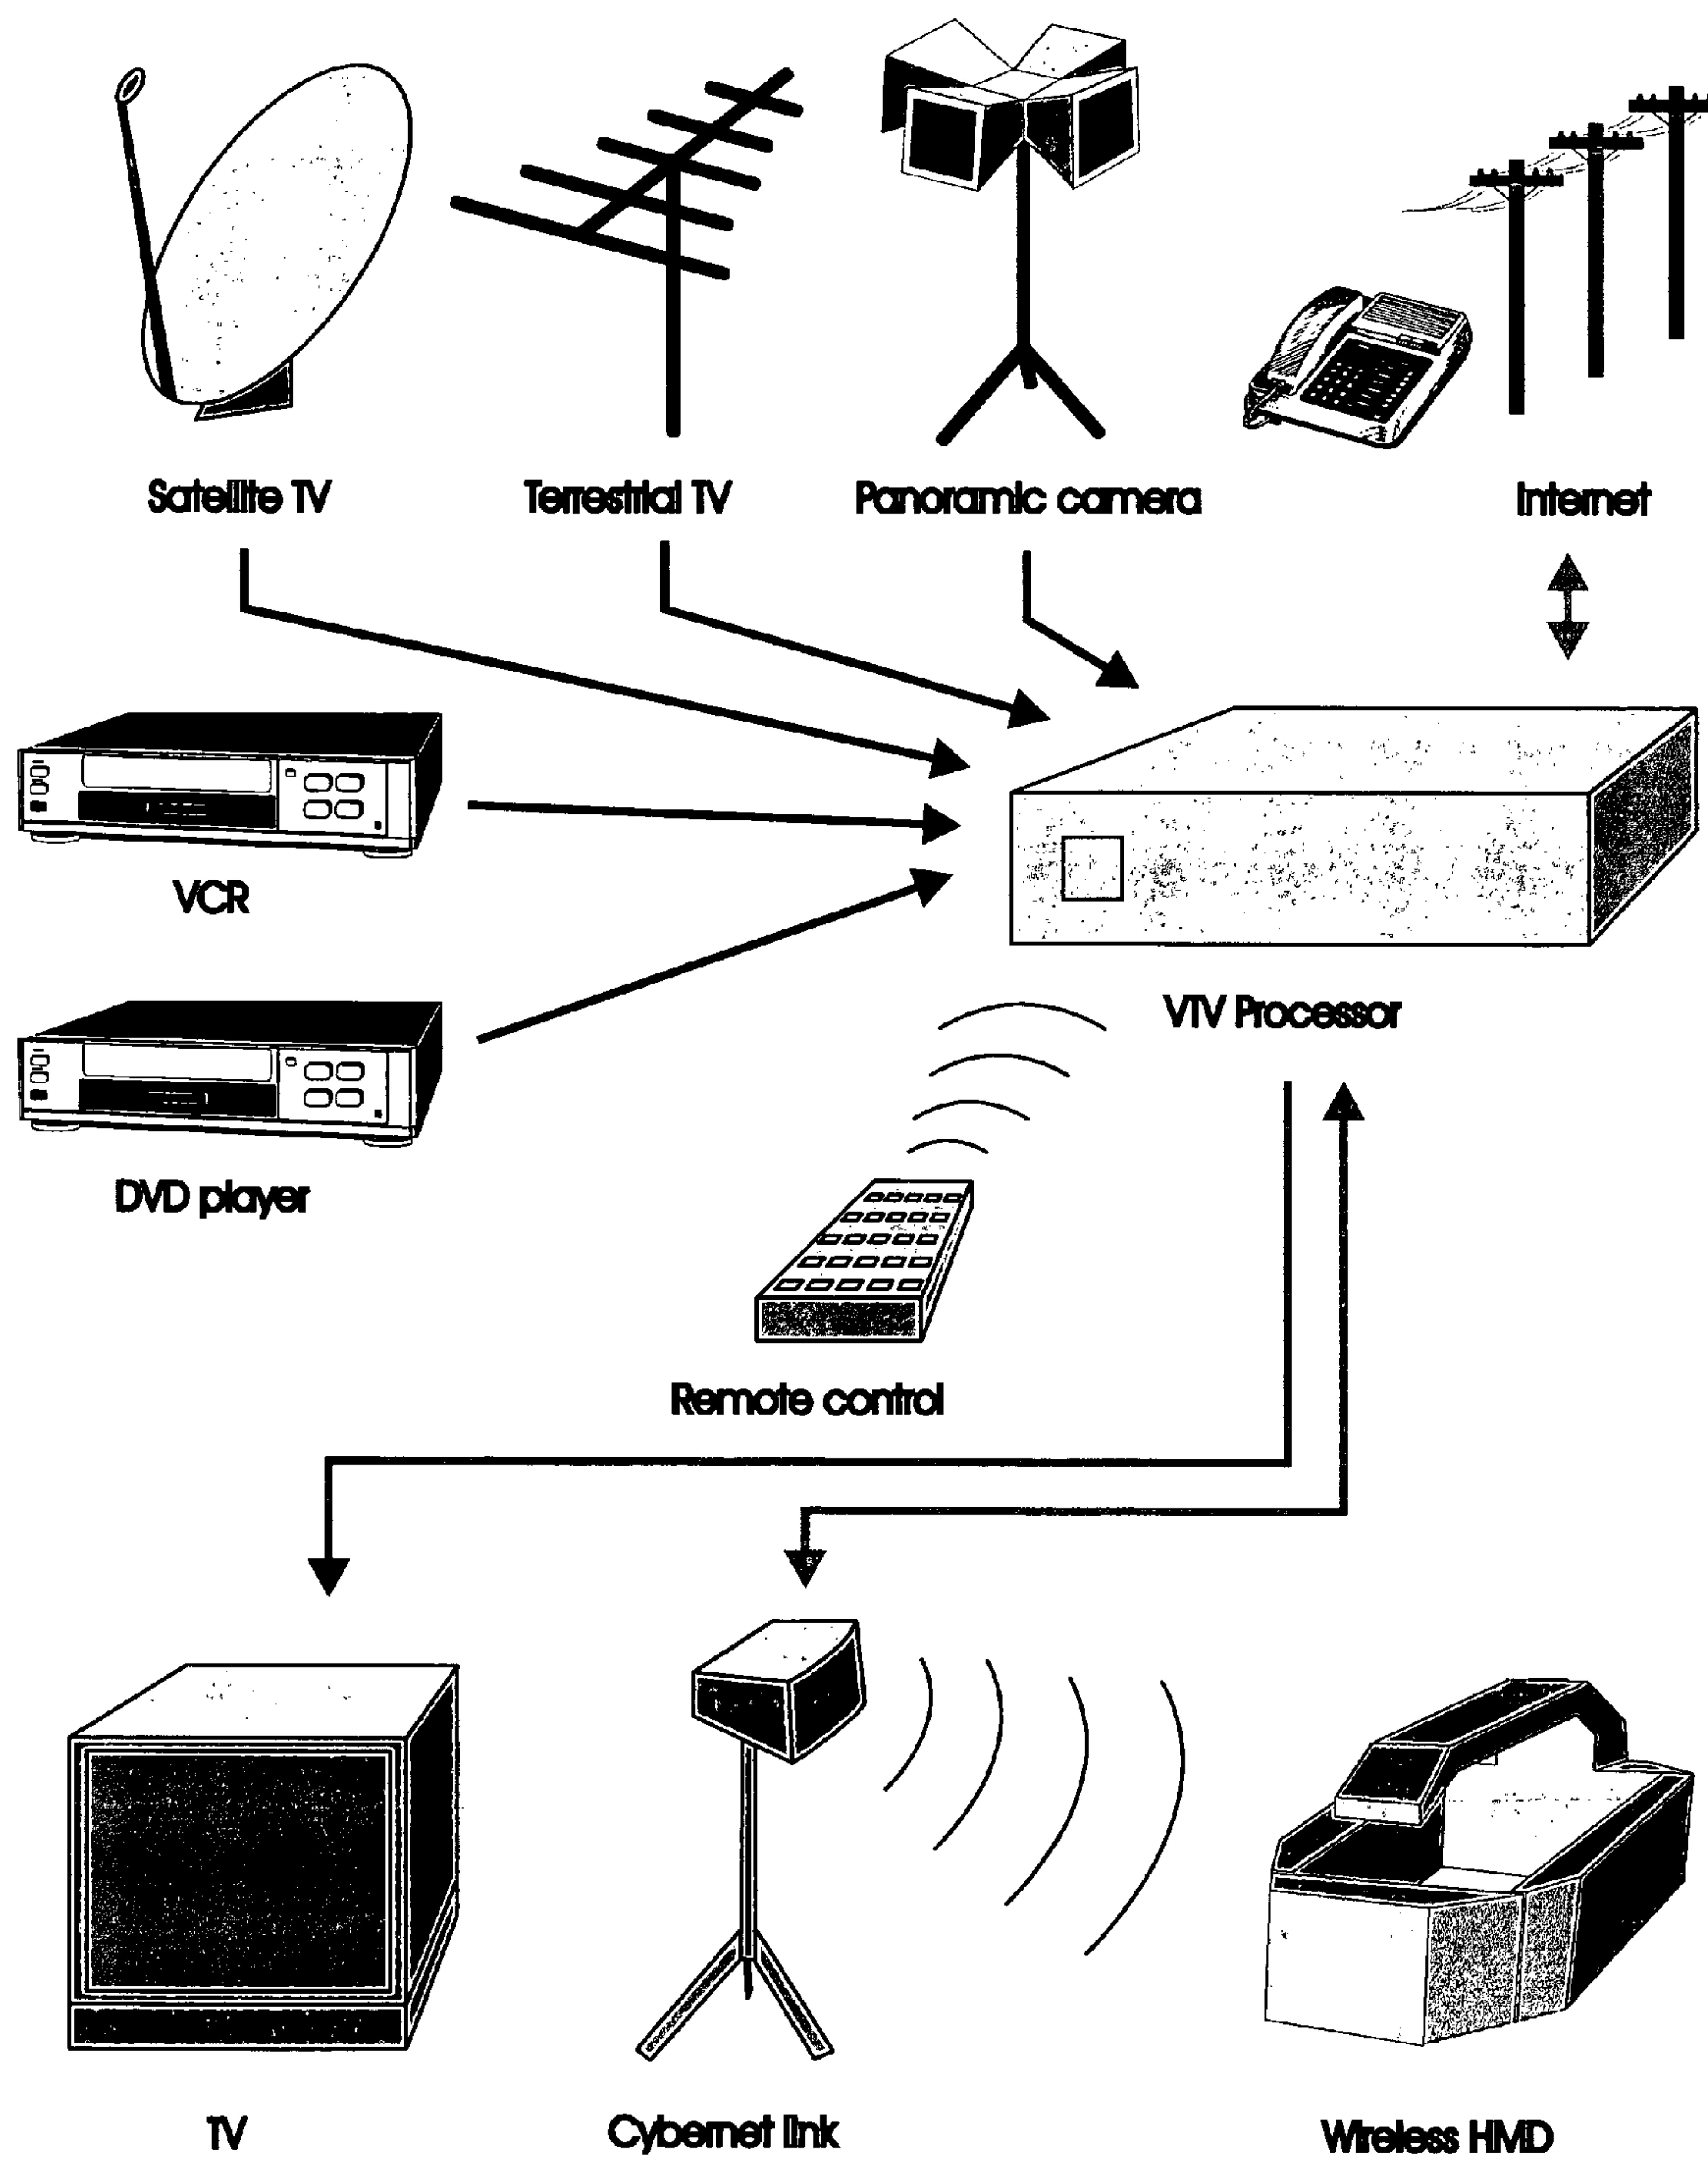 Satellite TV
Terrestrial TV
Panoramic camera
Internet
VCR
VTV Processor
DVD player
Remote control
TV
Cybernet link
Wireless HMD